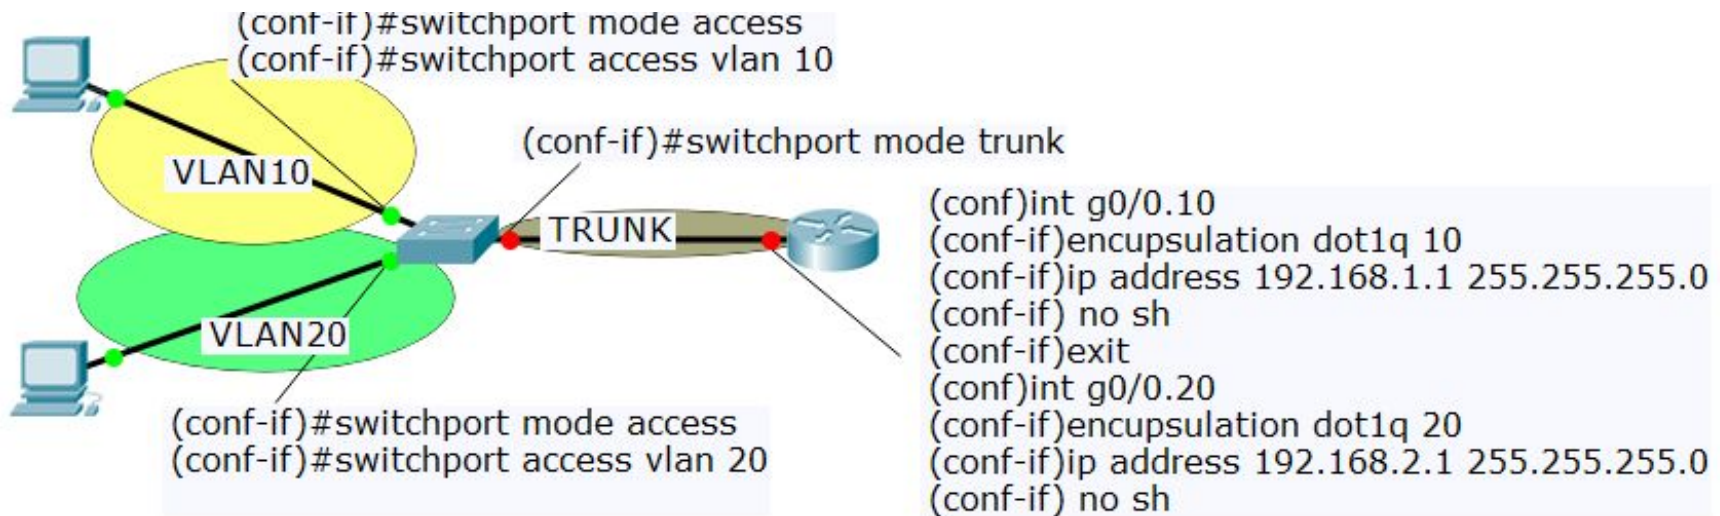 (conf-if)#switchport mode access
(conf-if)#switchport access vlan 10
(conf-if)#switchport mode trunk
VLAN10
TRUNK
VLAN20
(conf-if)#switchport mode access
(conf-if)#switchport access vlan 20
(conf)int g0/0.10
(conf-if)encupsulation dot1q 10
(conf-if)ip address 192.168.1.1 255.255.255.0
(conf-if) no sh
(conf-if)exit
(conf)int g0/0.20
(conf-if)encupsulation dot1q 20
(conf-if)ip address 192.168.2.1 255.255.255.0
(conf-if) no sh